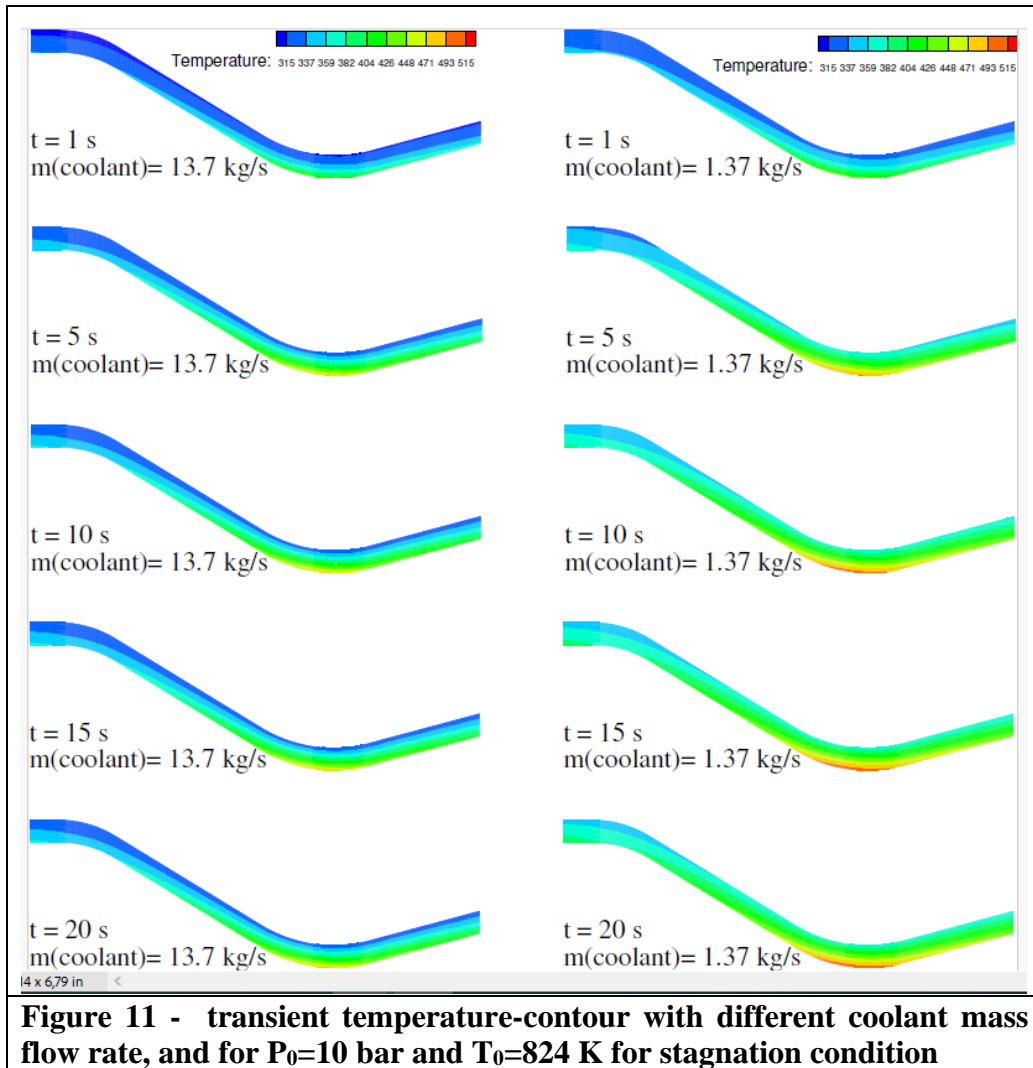 Temperature: 315 337 359 382 404 426 448 471 493 515
Temperature: 315 337 359 382 404 426 448 471 493 515
t = 1 s
m(coolant)= 13.7 kg/s
t = 1 s
m(coolant)= 1.37 kg/s
t = 5 s
m(coolant)= 13.7 kg/s
t = 5 s
m(coolant)= 1.37 kg/s
t = 10 s
m(coolant)= 13.7 kg/s
t = 10 s
m(coolant)= 1.37 kg/s
t = 15 s
m(coolant)= 13.7 kg/s
t = 15 s
m(coolant)= 1.37 kg/s
t = 20 s
m(coolant)= 13.7 kg/s
t = 20 s
m(coolant)= 1.37 kg/s
4 x 6,79 in <
Figure 11 - transient temperature-contour with different coolant mass
flow rate, and for P₀=10 bar and T₀=824 K for stagnation condition